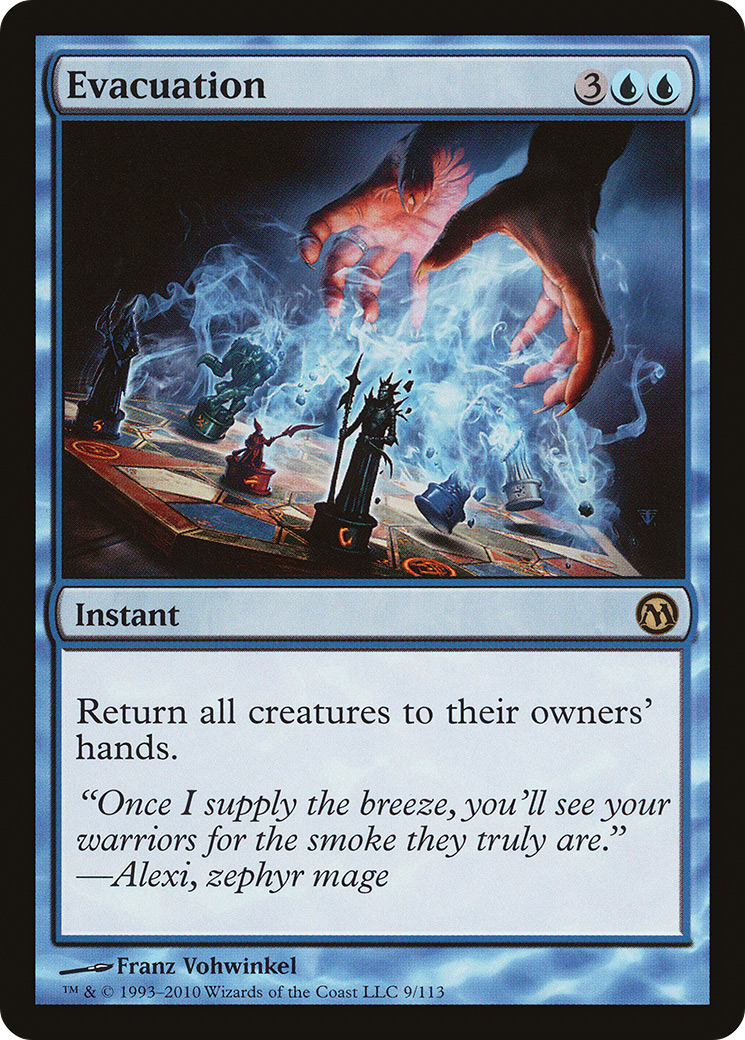 Evacuation 3
Instant
Return all creatures to their owners’
hands.
“Once I supply the breeze, you’ll see your
warriors for the smoke they truly are.”
—Alexi, zephyr mage
Franz Vohwinkel
™ & © 1993–2010 Wizards of the Coast LLC 9/113